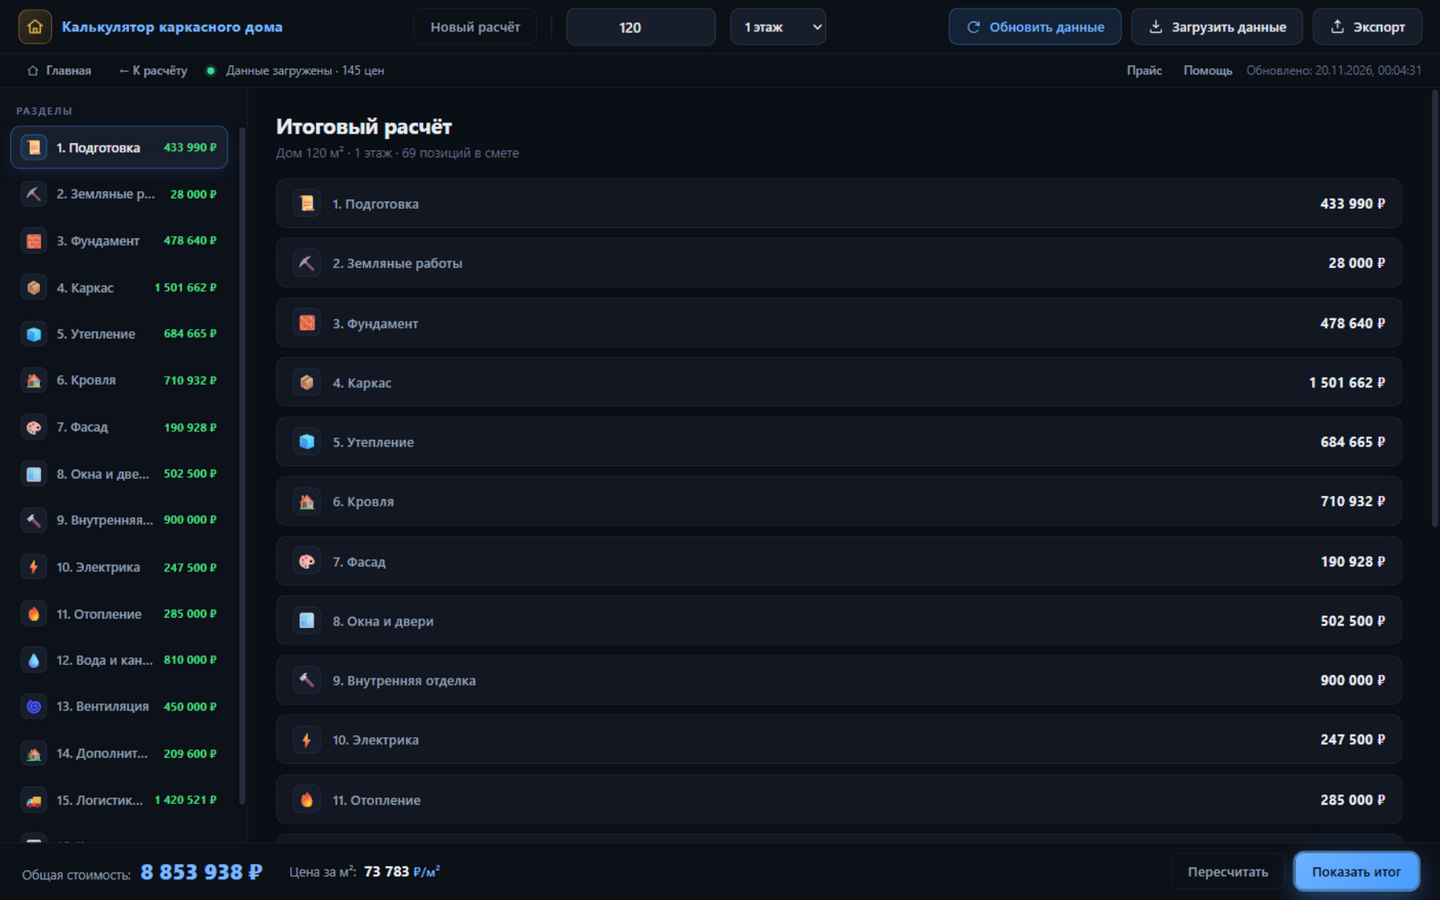 Калькулятор каркасного дома
Новый расчёт
120
1 этаж
Обновить данные
Загрузить данные
Экспорт
Главная
← К расчёту
Данные загружены · 145 цен
Прайс
Помощь
Обновлено: 20.11.2026, 00:04:31
РАЗДЕЛЫ
1. Подготовка 433 990 ₽
2. Земляные р... 28 000 ₽
3. Фундамент 478 640 ₽
4. Каркас 1 501 662 ₽
5. Утепление 684 665 ₽
6. Кровля 710 932 ₽
7. Фасад 190 928 ₽
8. Окна и две... 502 500 ₽
9. Внутренняя... 900 000 ₽
10. Электрика 247 500 ₽
11. Отопление 285 000 ₽
12. Вода и кан... 810 000 ₽
13. Вентиляция 450 000 ₽
14. Дополнит... 209 600 ₽
15. Логистик... 1 420 521 ₽
Итоговый расчёт
Дом 120 м² · 1 этаж · 69 позиций в смете
1. Подготовка 433 990 ₽
2. Земляные работы 28 000 ₽
3. Фундамент 478 640 ₽
4. Каркас 1 501 662 ₽
5. Утепление 684 665 ₽
6. Кровля 710 932 ₽
7. Фасад 190 928 ₽
8. Окна и двери 502 500 ₽
9. Внутренняя отделка 900 000 ₽
10. Электрика 247 500 ₽
11. Отопление 285 000 ₽
Общая стоимость: 8 853 938 ₽
Цена за м²: 73 783 ₽/м²
Пересчитать
Показать итог